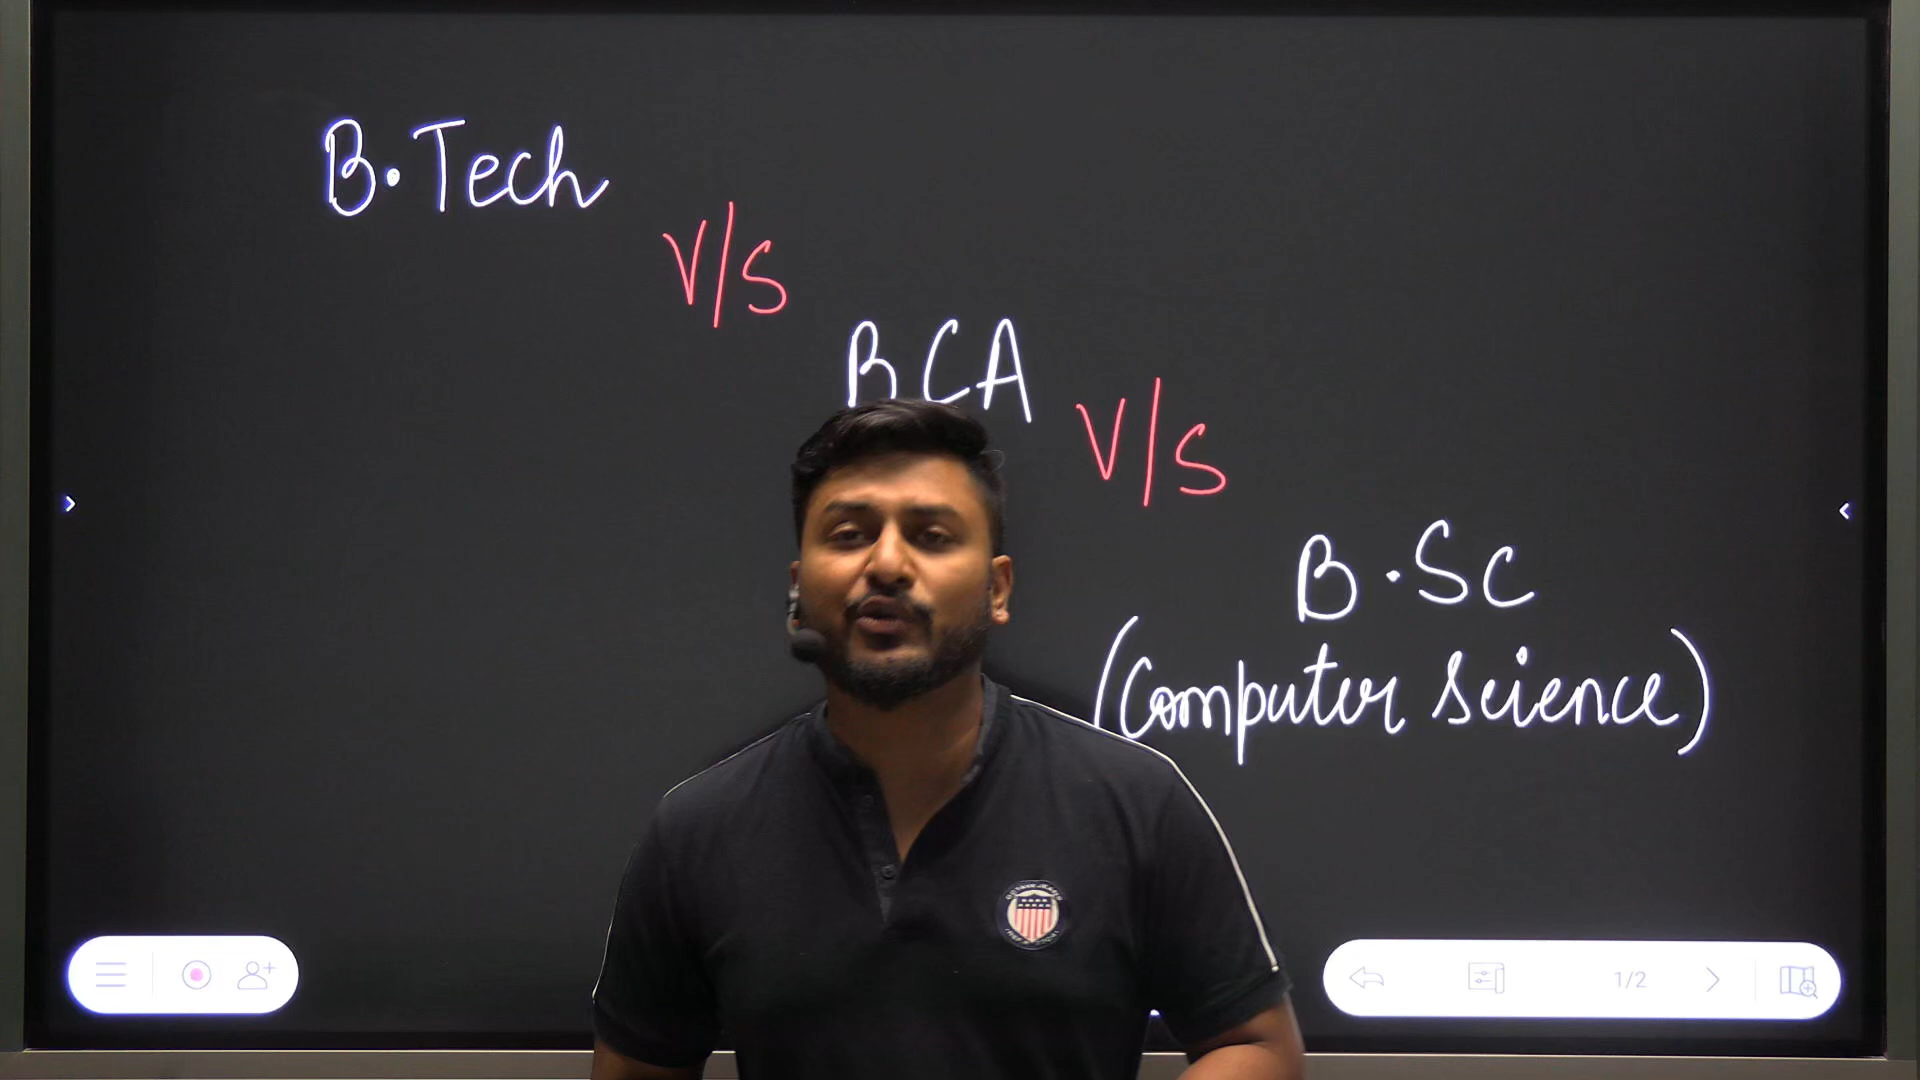 B.Tech
V/S
BCA
V/S
B.SC
(Computer Science)
1/2